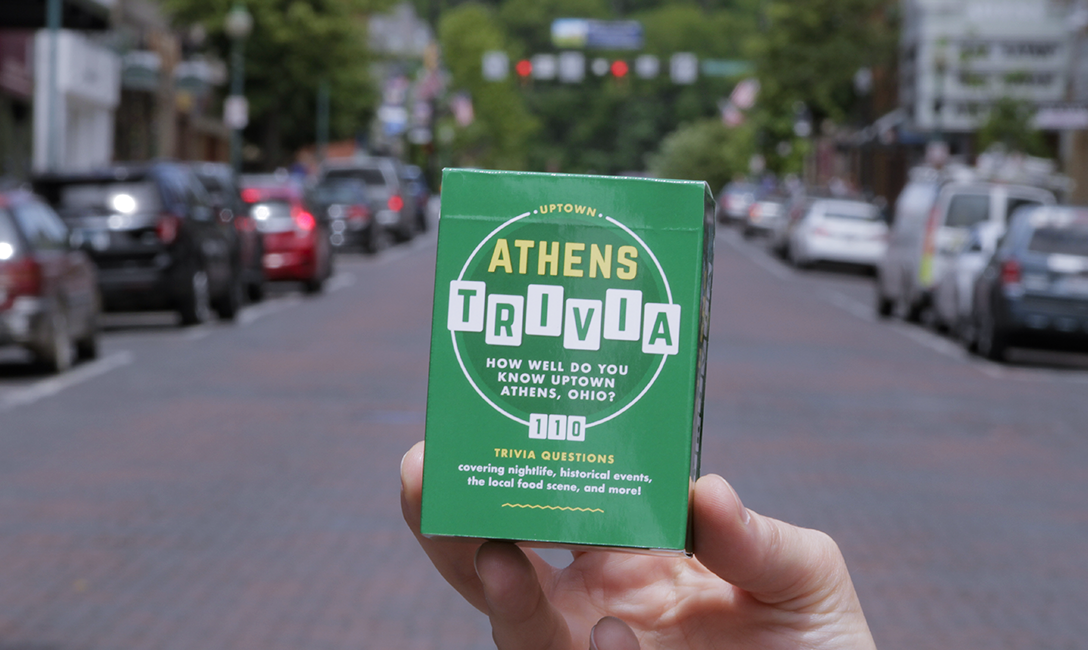 UPTOWN
ATHENS
TRIVIA
HOW WELL DO YOU
KNOW UPTOWN
ATHENS, OHIO?
110
TRIVIA QUESTIONS
covering nightlife, historical events,
the local food scene, and more!